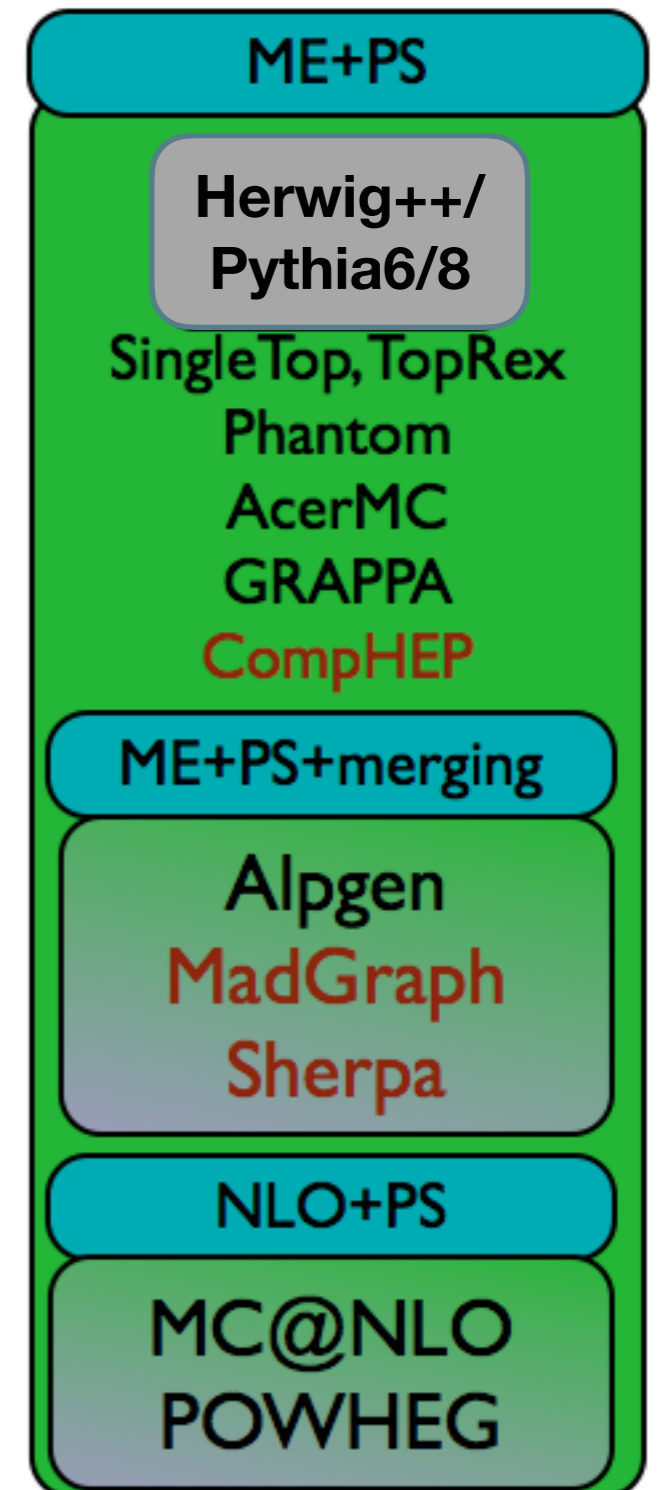 ME+PS
Herwig++/
Pythia6/8
SingleTop, TopRex
Phantom
AcerMC
GRAPPA
CompHEP
ME+PS+merging
Alpgen
MadGraph
Sherpa
NLO+PS
MC@NLO
POWHEG